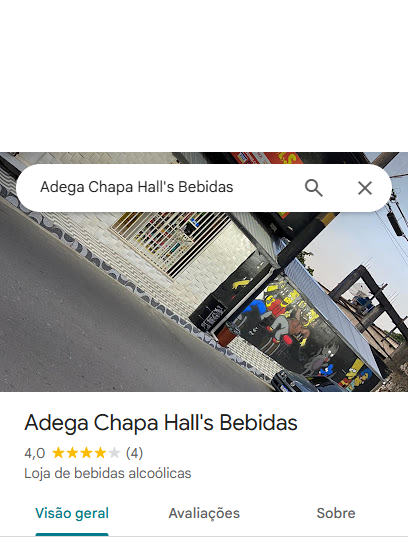 Adega Chapa Hall's Bebidas
Adega Chapa Hall's Bebidas
4,0 (4)
Loja de bebidas alcoólicas
Visão geral Avaliações Sobre